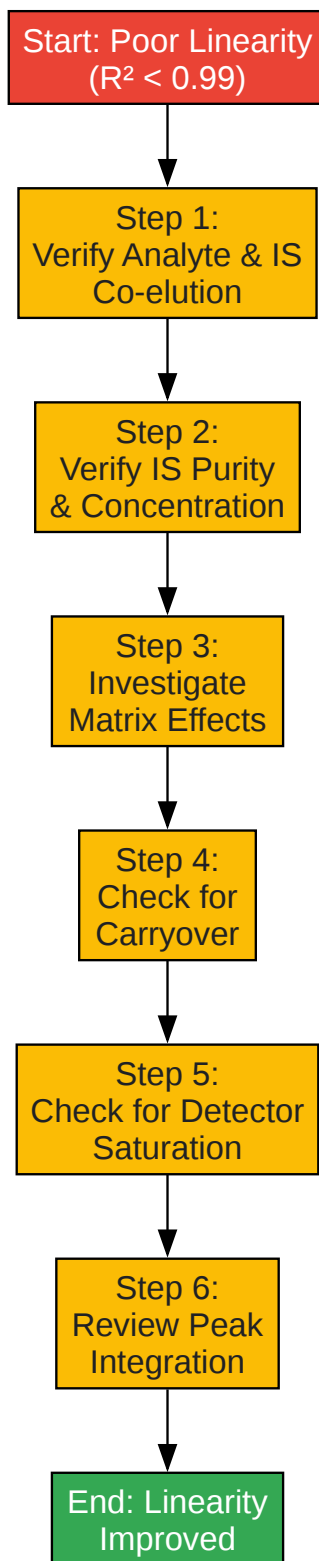 Start: Poor Linearity
(R² < 0.99)
Step 1:
Verify Analyte & IS
Co-elution
Step 2:
Verify IS Purity
& Concentration
Step 3:
Investigate
Matrix Effects
Step 4:
Check for
Carryover
Step 5:
Check for Detector
Saturation
Step 6:
Review Peak
Integration
End: Linearity
Improved